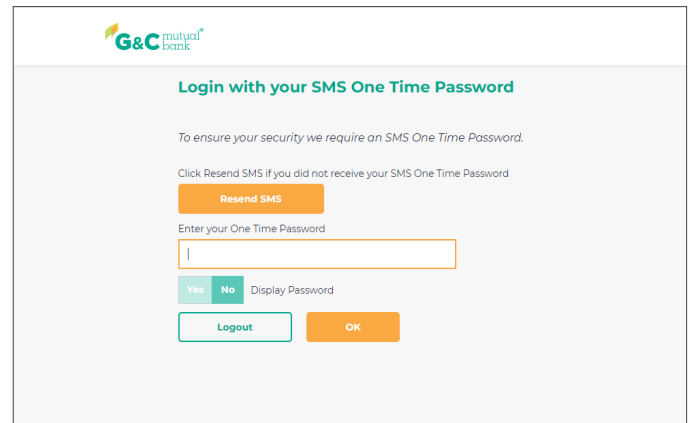 G&C mutual bank
Login with your SMS One Time Password
To ensure your security we require an SMS One Time Password.
Click Resend SMS if you did not receive your SMS One Time Password
Resend SMS
Enter your One Time Password
Yes No Display Password
Logout OK